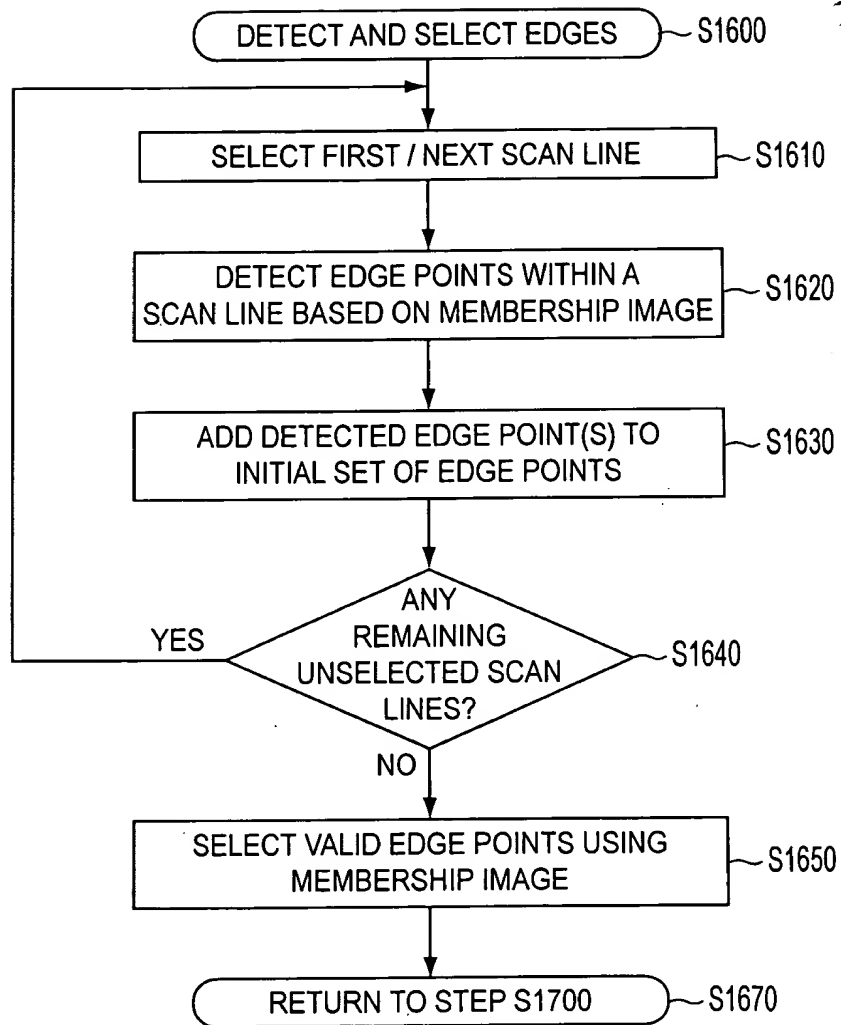 DETECT AND SELECT EDGES
S1600
SELECT FIRST / NEXT SCAN LINE
S1610
DETECT EDGE POINTS WITHIN A
SCAN LINE BASED ON MEMBERSHIP IMAGE
S1620
ADD DETECTED EDGE POINT(S) TO
INITIAL SET OF EDGE POINTS
S1630
ANY
REMAINING
UNSELECTED SCAN
LINES?
S1640
YES
NO
SELECT VALID EDGE POINTS USING
MEMBERSHIP IMAGE
S1650
RETURN TO STEP S1700
S1670